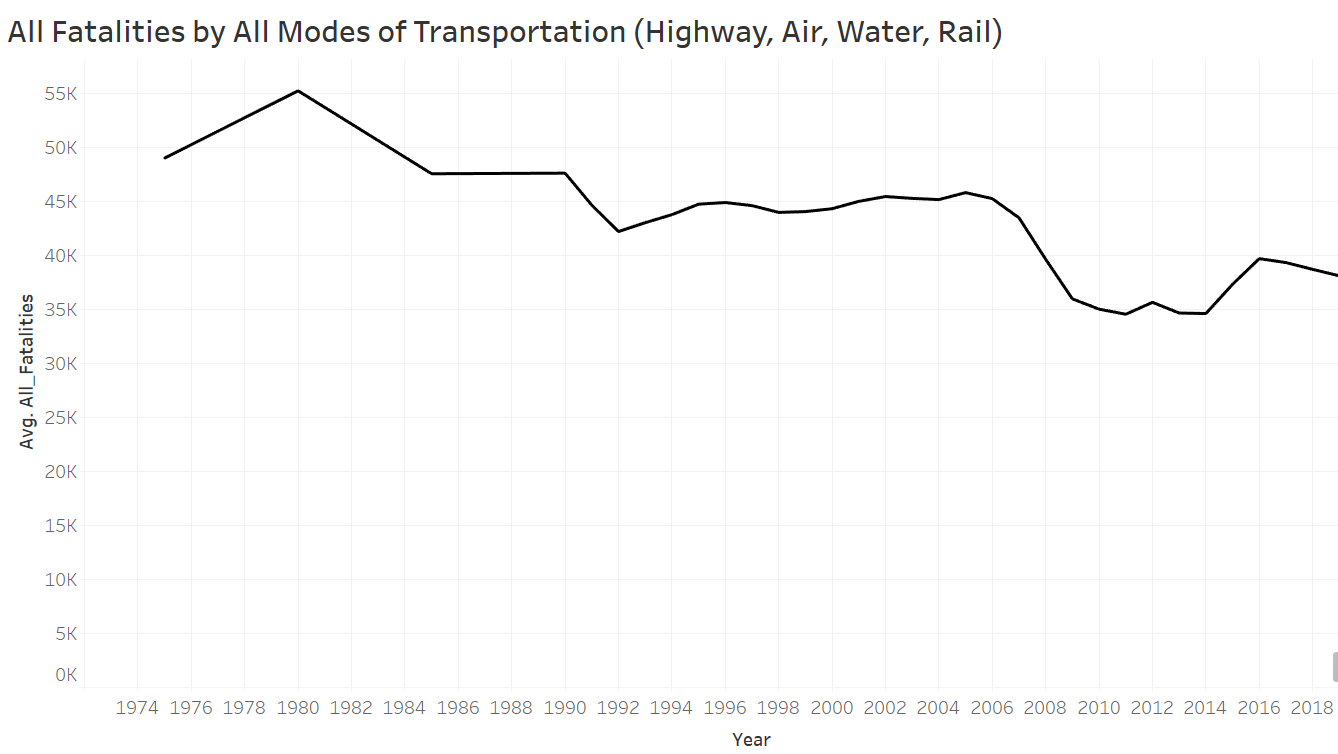 All Fatalities by All Modes of Transportation (Highway, Air, Water, Rail)
55K
50K
45K
40K
35K
30K
25K
20K
15K
10K
5K
0K
Avg. All_Fatalities
1974 1976 1978 1980 1982 1984 1986 1988 1990 1992 1994 1996 1998 2000 2002 2004 2006 2008 2010 2012 2014 2016 2018
Year